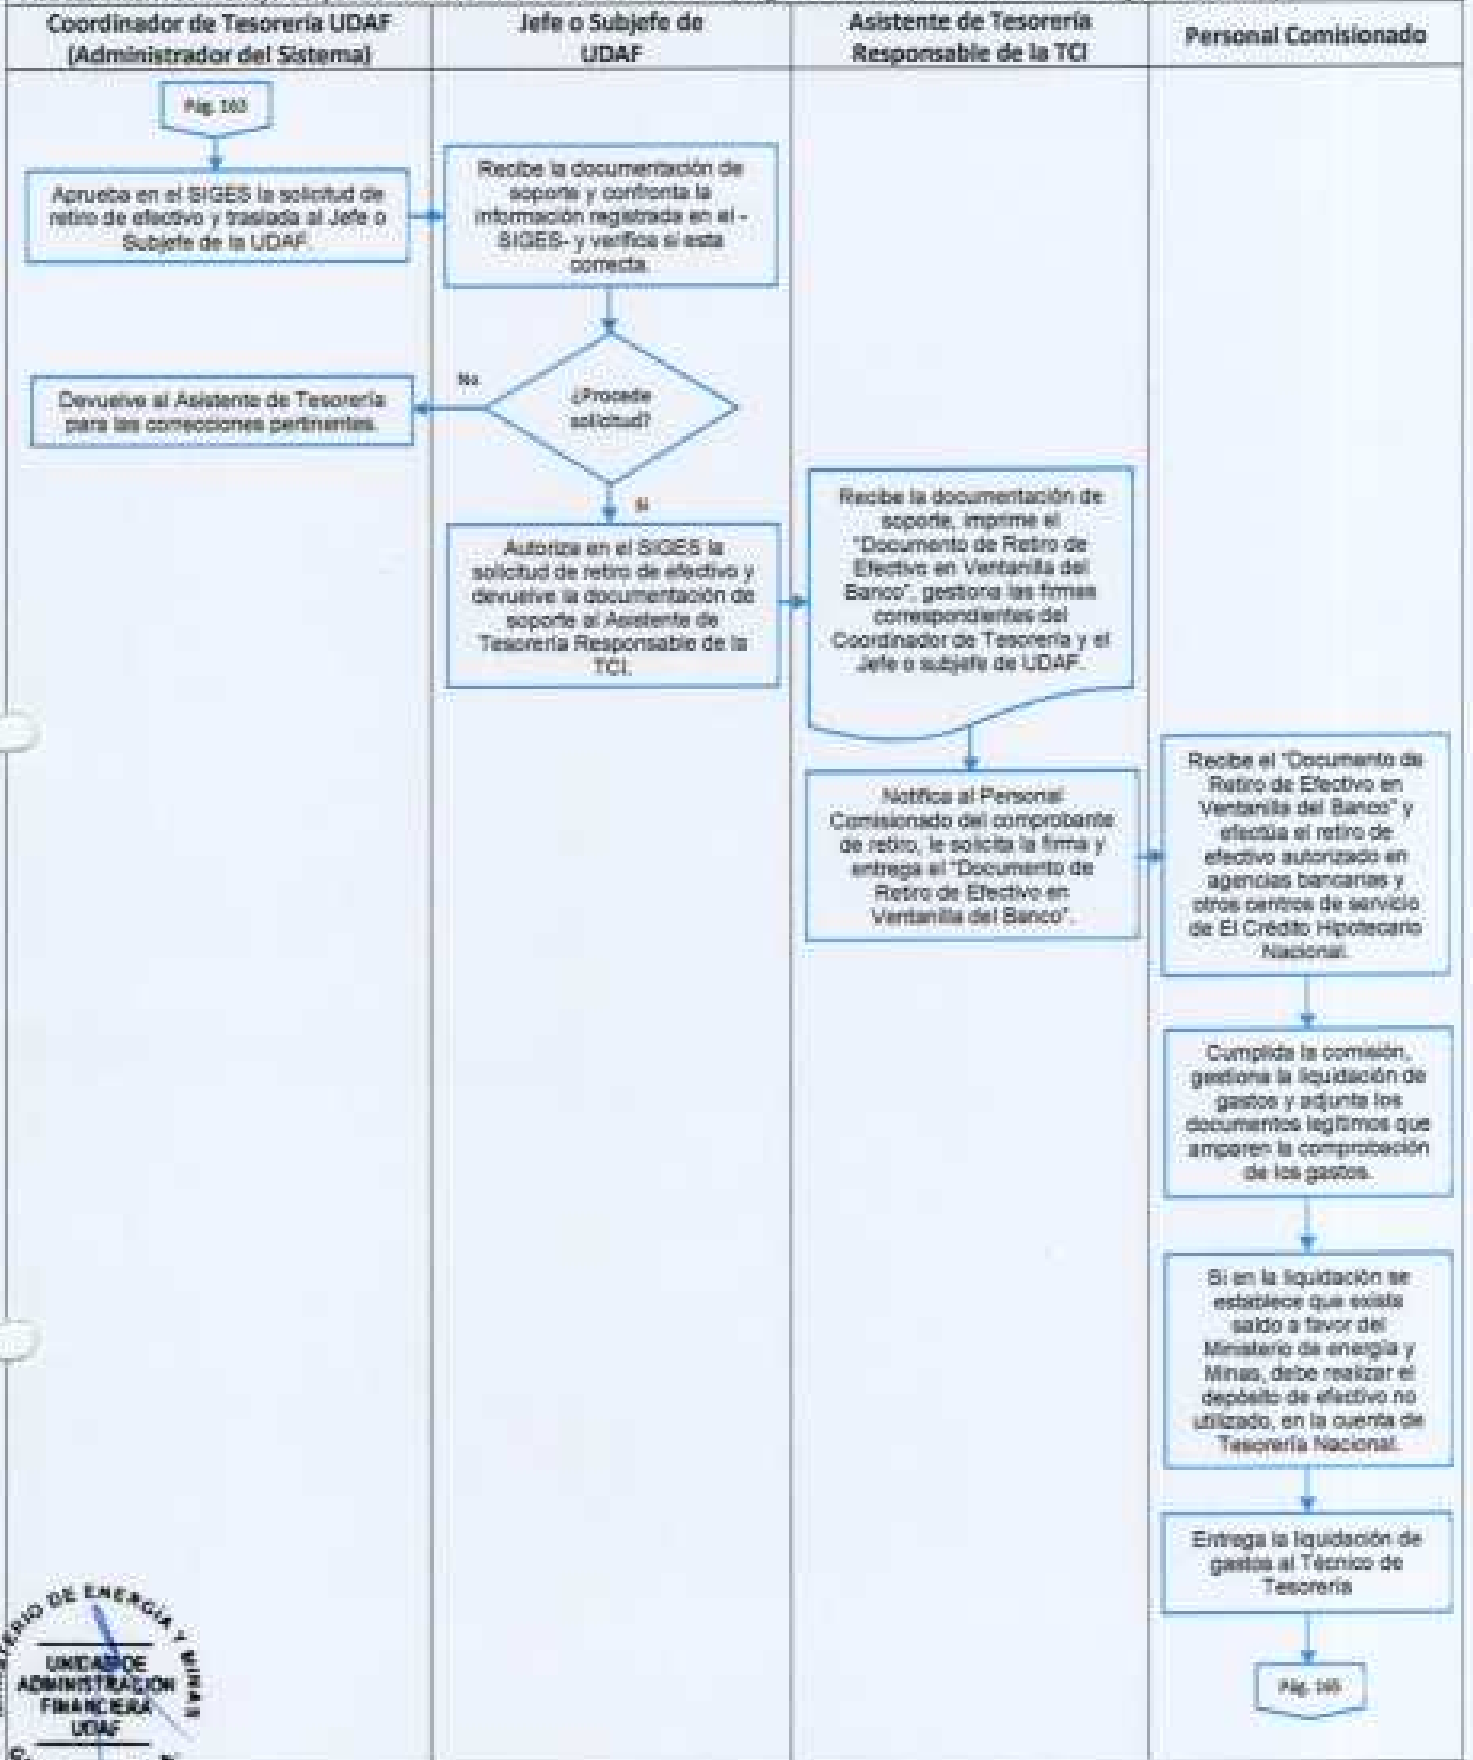 Coordinador de Tesorería UDAF
(Administrador del Sistema)
Jefe o Subjefe de
UDAF
Asistente de Tesorería
Responsable de la TCI
Personal Comisionado
Aprueba en el SIGES la solicitud de
retiro de efectivo y traslada al Jefe o
Subjefe de la UDAF.
Recibe la documentación de
soporte y confronta la
información registrada en el -
SIGES- y verifica si esta
correcta.
¿Procede
solicitud?
No
Devuelve al Asistente de Tesorería
para las correcciones pertinentes.
Si
Autoriza en el SIGES la
solicitud de retiro de efectivo y
devuelve la documentación de
soporte al Asistente de
Tesorería Responsable de la
TCI.
Recibe la documentación de
soporte, imprime el
"Documento de Retiro de
Efectivo en Ventanilla del
Banco", gestiona las firmas
correspondientes del
Coordinador de Tesorería y el
Jefe o subjefe de UDAF.
Notifica al Personal
Comisionado del comprobante
de retiro, le solicita la firma y
entrega el "Documento de
Retiro de Efectivo en
Ventanilla del Banco".
Recibe el "Documento de
Retiro de Efectivo en
Ventanilla del Banco" y
efectúa el retiro de
efectivo autorizado en
agencias bancarias y
otros centros de servicio
de El Crédito Hipotecario
Nacional.
Cumplida la comisión,
gestiona la liquidación de
gastos y adjunta los
documentos legítimos que
amparen la comprobación
de los gastos.
Si en la liquidación se
establece que exista
saldo a favor del
Ministerio de energía y
Minas, debe realizar el
depósito de efectivo no
utilizado, en la cuenta de
Tesorería Nacional.
Entrega la liquidación de
gastos al Técnico de
Tesorería
Pág. 165
DE ENERGÍA Y MINAS
UNIDAD DE
ADMINISTRACION
FINANCIERA
UDAF